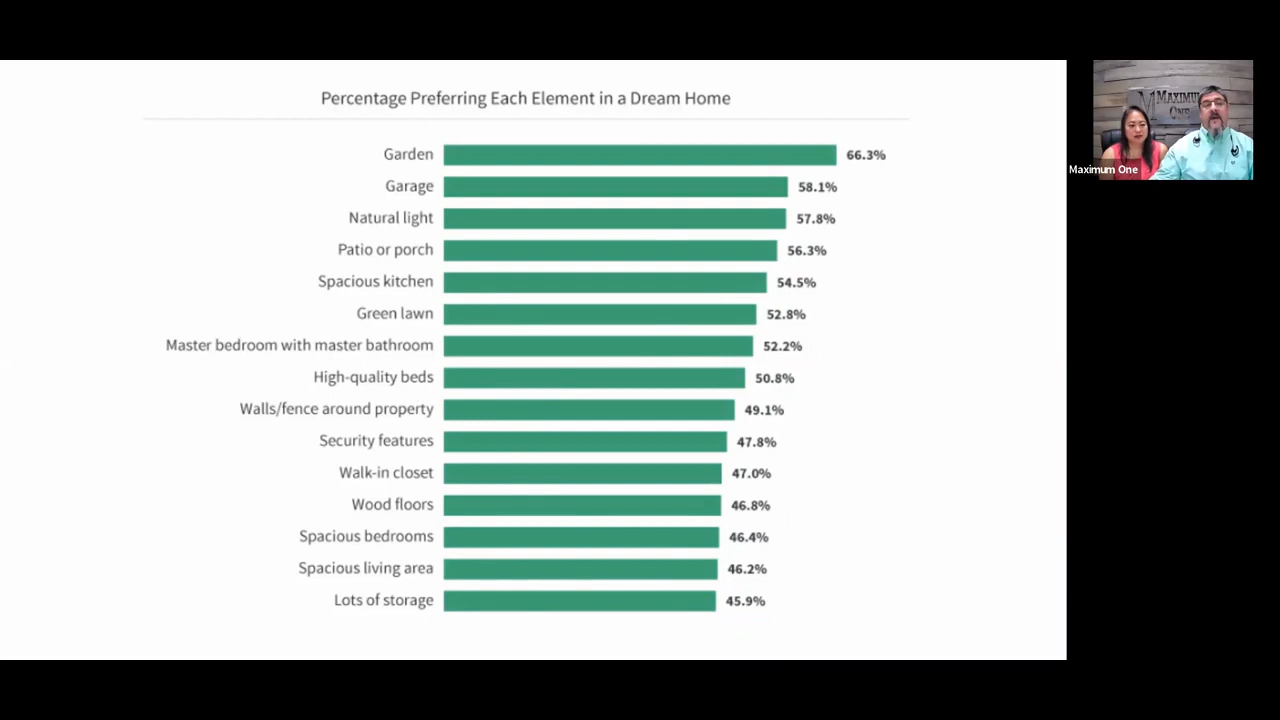 Percentage Preferring Each Element in a Dream Home
Garden 66.3%
Garage 58.1%
Natural light 57.8%
Patio or porch 56.3%
Spacious kitchen 54.5%
Green lawn 52.8%
Master bedroom with master bathroom 52.2%
High-quality beds 50.8%
Walls/fence around property 49.1%
Security features 47.8%
Walk-in closet 47.0%
Wood floors 46.8%
Spacious bedrooms 46.4%
Spacious living area 46.2%
Lots of storage 45.9%
Maximum One